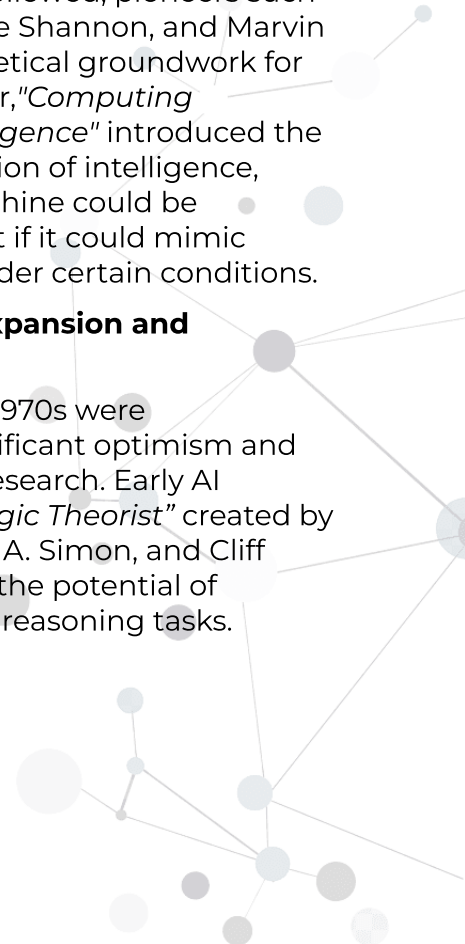 e Shannon, and Marvin
etical groundwork for
r,"Computing
gence" introduced the
ion of intelligence,
hine could be
t if it could mimic
der certain conditions.
xpansion and
970s were
ificant optimism and
esearch. Early AI
gic Theorist” created by
A. Simon, and Cliff
the potential of
reasoning tasks.